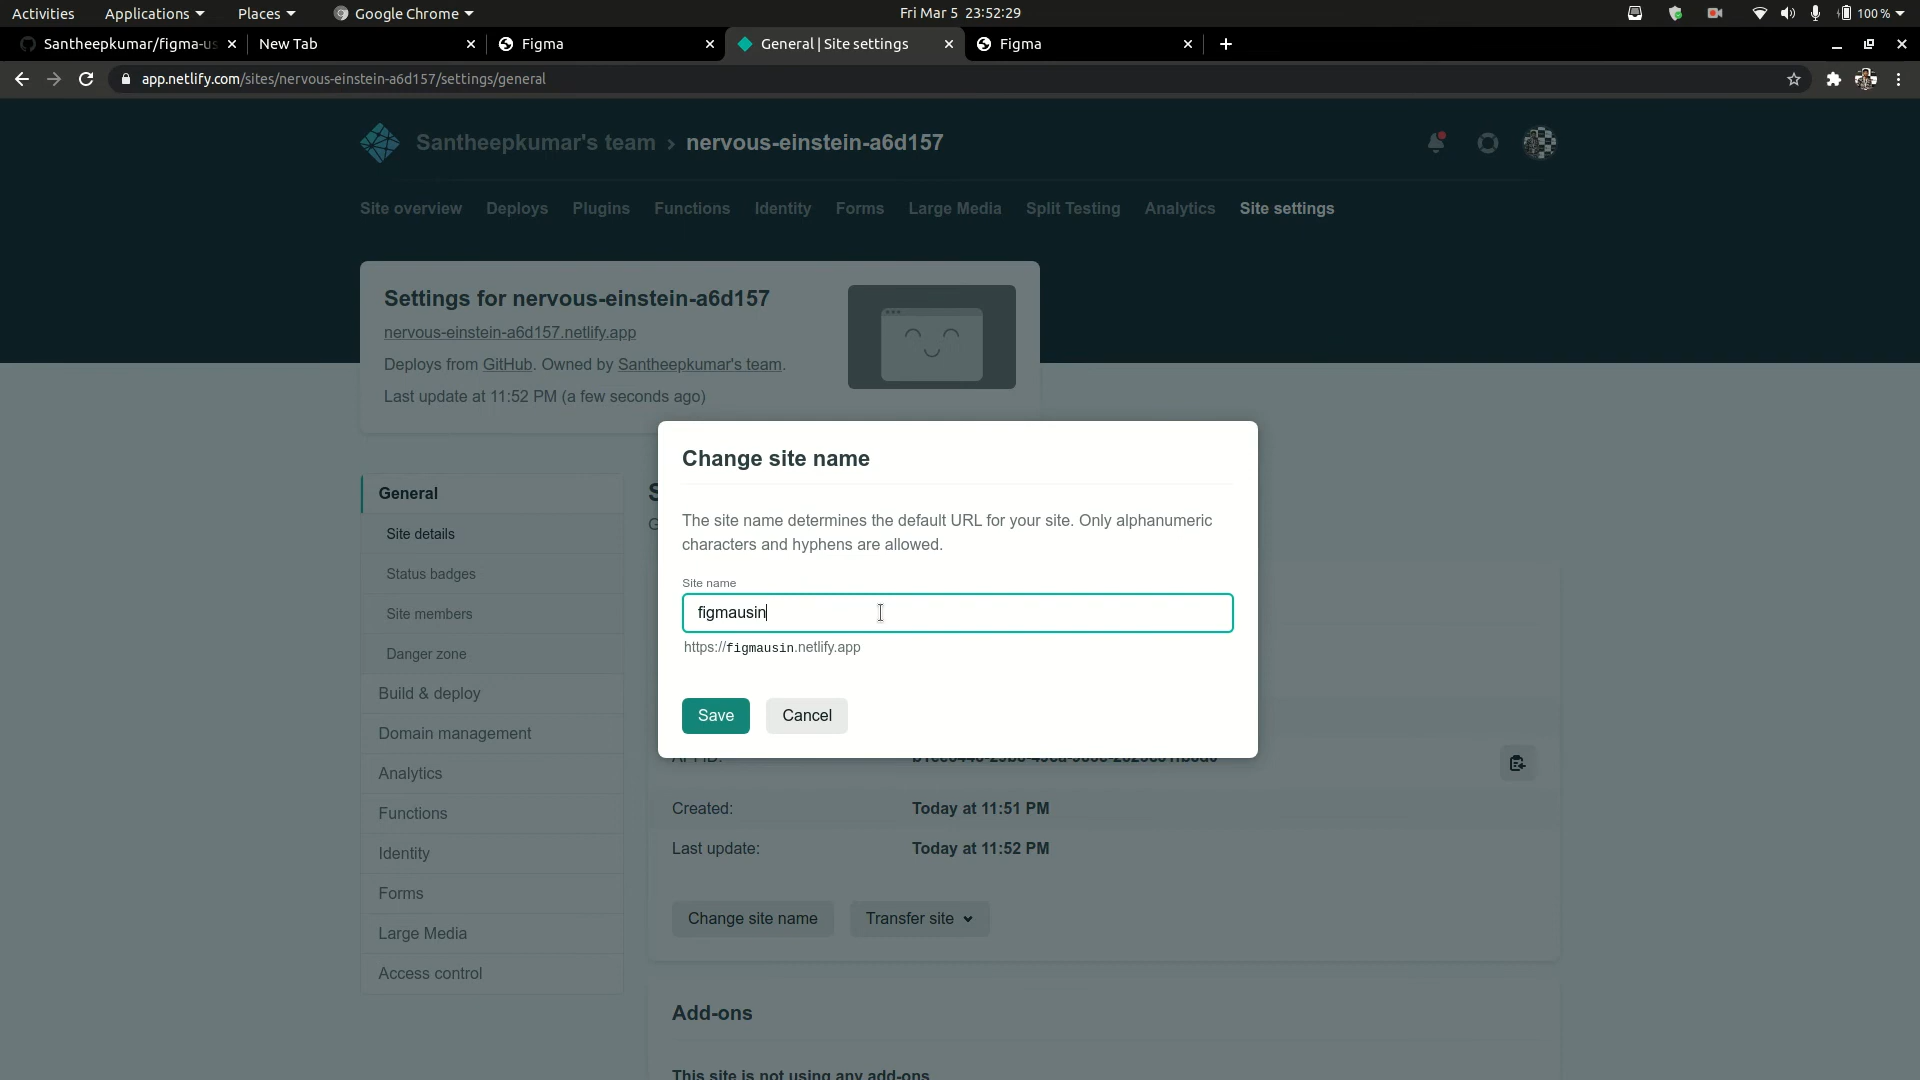 Activities Applications Places Google Chrome Fri Mar 5 23:52:29 100 %
Santheepkumar/figma-us New Tab Figma General | Site settings Figma
app.netlify.com/sites/nervous-einstein-a6d157/settings/general
Santheepkumar's team › nervous-einstein-a6d157
Site overview Deploys Plugins Functions Identity Forms Large Media Split Testing Analytics Site settings
Settings for nervous-einstein-a6d157
nervous-einstein-a6d157.netlify.app
Deploys from GitHub. Owned by Santheepkumar's team.
Last update at 11:52 PM (a few seconds ago)
Change site name
The site name determines the default URL for your site. Only alphanumeric
characters and hyphens are allowed.
Site name
figmausin
https://figmausin.netlify.app
Save Cancel
General
Site details
Status badges
Site members
Danger zone
Build & deploy
Domain management
Analytics
Functions
Identity
Forms
Large Media
Access control
Created: Today at 11:51 PM
Last update: Today at 11:52 PM
Change site name Transfer site
Add-ons
This site is not using any add-ons